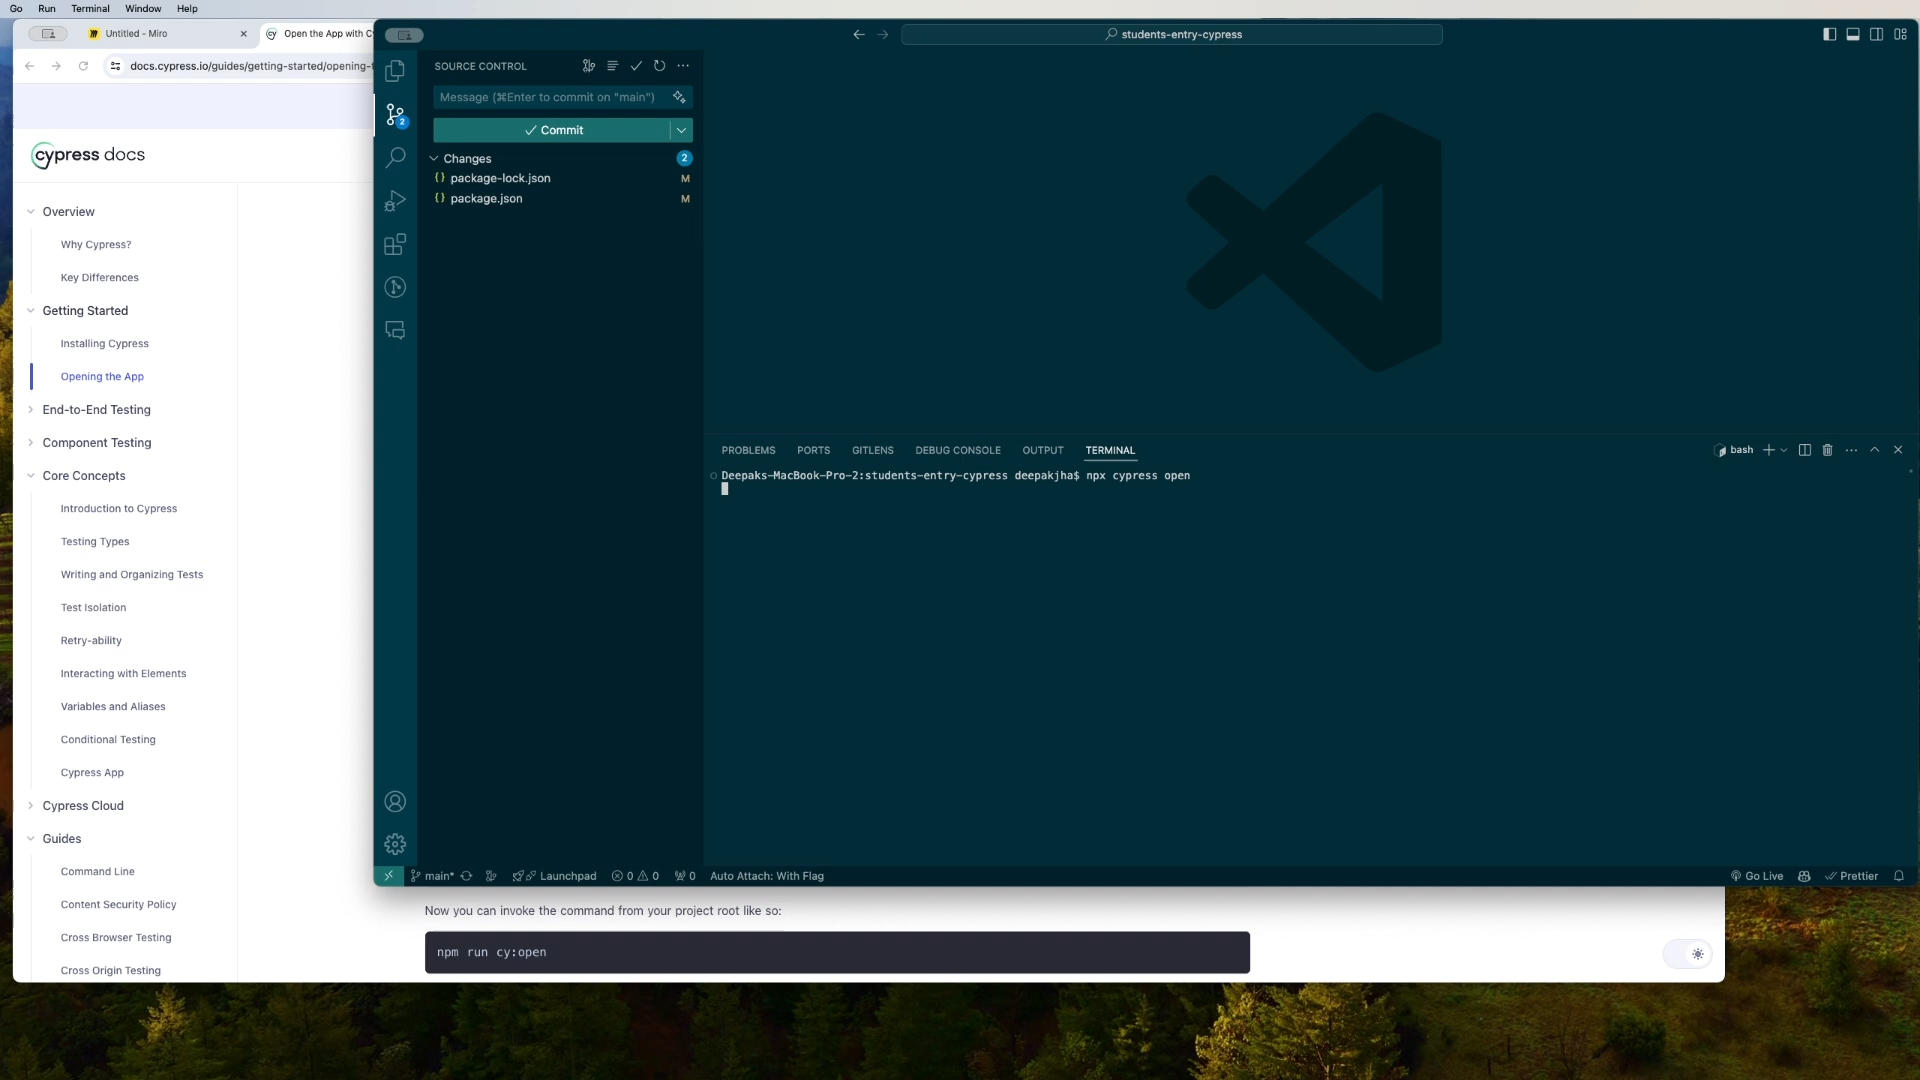 Go Run Terminal Window Help
Untitled - Miro
Open the App with Cy
docs.cypress.io/guides/getting-started/opening-t
cypress docs
Overview
Why Cypress?
Key Differences
Getting Started
Installing Cypress
Opening the App
End-to-End Testing
Component Testing
Core Concepts
Introduction to Cypress
Testing Types
Writing and Organizing Tests
Test Isolation
Retry-ability
Interacting with Elements
Variables and Aliases
Conditional Testing
Cypress App
Cypress Cloud
Guides
Command Line
Content Security Policy
Cross Browser Testing
Cross Origin Testing
students-entry-cypress
SOURCE CONTROL
Message (⌘Enter to commit on "main")
Commit
2
Changes 2
{} package-lock.json M
{} package.json M
PROBLEMS PORTS GITLENS DEBUG CONSOLE OUTPUT TERMINAL
bash
Deepaks-MacBook-Pro-2:students-entry-cypress deepakjha$ npx cypress open
main* Launchpad 0 0 0 Auto Attach: With Flag
Go Live Prettier
Now you can invoke the command from your project root like so:
npm run cy:open